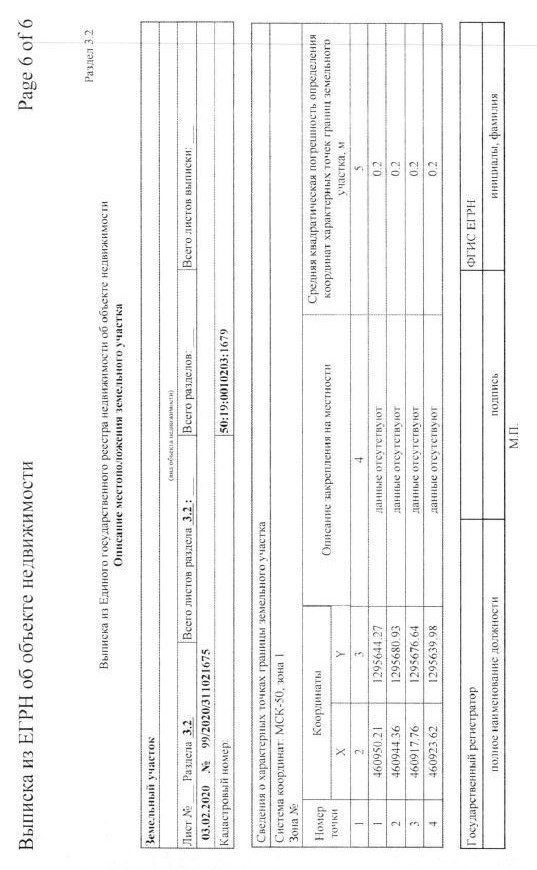 Выписка из ЕГРН об объекте недвижимости Page 6 of 6
Раздел 3.2
Выписка из Единого государственного реестра недвижимости об объекте недвижимости
Описание местоположения земельного участка
Земельный участок
(вид объекта недвижимости)
Лист № Раздела 3.2 Всего листов раздела 3.2 : Всего разделов: Всего листов выписки:
03.02.2020 № 99/2020/311021675
Кадастровый номер: 50:19:0010203:1679
Сведения о характерных точках границы земельного участка
Система координат: МСК-50, зона 1
Зона №
Номер точки Координаты Описание закрепления на местности Средняя квадратическая погрешность определения координат характерных точек границ земельного участка, м
X Y
1 2 3 4 5
1 460950.21 1295644.27 данные отсутствуют 0.2
2 460944.36 1295680.93 данные отсутствуют 0.2
3 460917.76 1295676.64 данные отсутствуют 0.2
4 460923.62 1295639.98 данные отсутствуют 0.2
Государственный регистратор ФГИС ЕГРН
полное наименование должности подпись инициалы, фамилия
М.П.